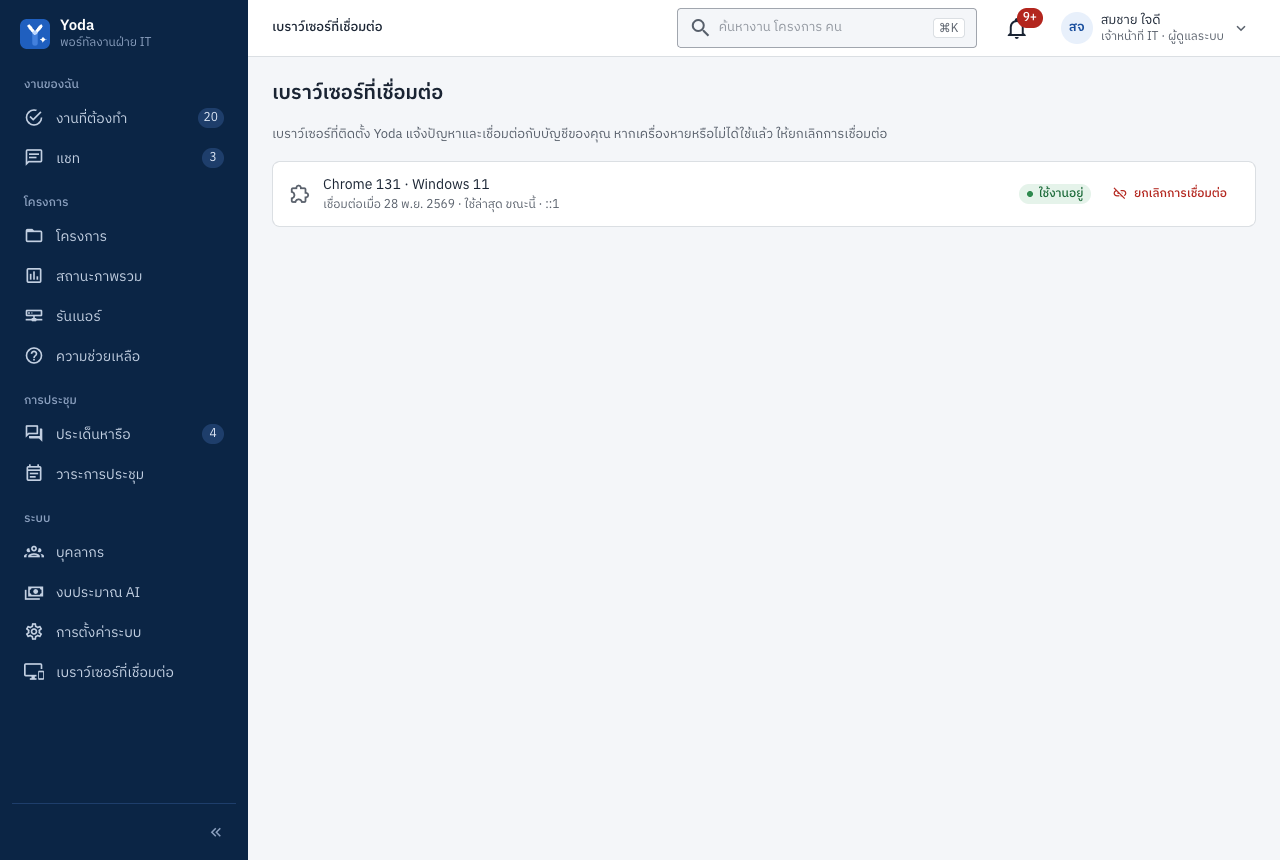 Yoda
พอร์ทัลงานฝ่าย IT
งานของฉัน
งานที่ต้องทำ 20
แชท 3
โครงการ
โครงการ
สถานะภาพรวม
รันเนอร์
ความช่วยเหลือ
การประชุม
ประเด็นหารือ 4
วาระการประชุม
ระบบ
บุคลากร
งบประมาณ AI
การตั้งค่าระบบ
เบราว์เซอร์ที่เชื่อมต่อ
เบราว์เซอร์ที่เชื่อมต่อ
ค้นหางาน โครงการ คน ⌘K
9+
สจ
สมชาย ใจดี
เจ้าหน้าที่ IT · ผู้ดูแลระบบ
เบราว์เซอร์ที่เชื่อมต่อ
เบราว์เซอร์ที่ติดตั้ง Yoda แจ้งปัญหาและเชื่อมต่อกับบัญชีของคุณ หากเครื่องหายหรือไม่ได้ใช้แล้ว ให้ยกเลิกการเชื่อมต่อ
Chrome 131 · Windows 11
เชื่อมต่อเมื่อ 28 พ.ย. 2569 · ใช้ล่าสุด ขณะนี้ · ::1
ใช้งานอยู่
ยกเลิกการเชื่อมต่อ